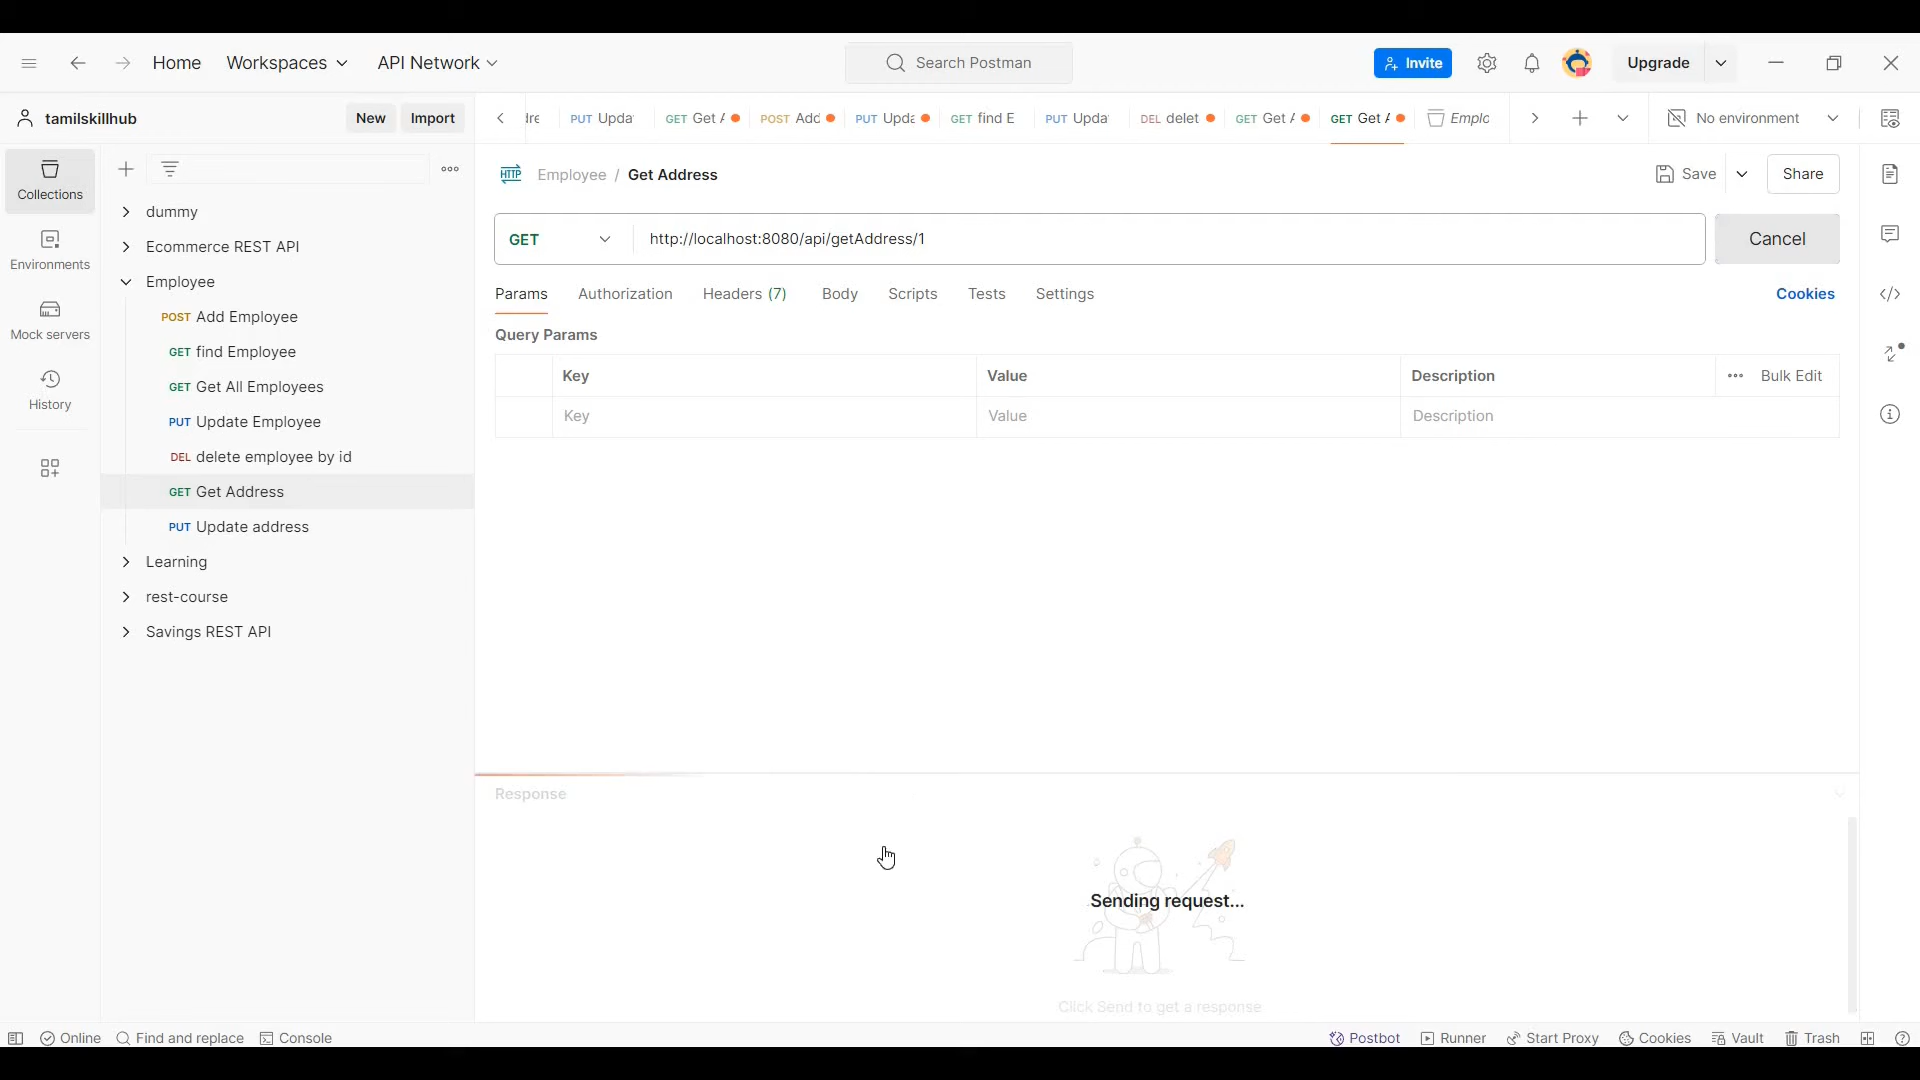 Home
Workspaces
API Network
Search Postman
Invite
Upgrade
tamilskillhub
New
Import
PUT Upda
GET Get A
POST Adc
PUT Upda
GET find E
PUT Upda
DEL delet
GET Get A
GET Get A
Emplo
No environment
Collections
Environments
Mock servers
History
dummy
Ecommerce REST API
Employee
POST Add Employee
GET find Employee
GET Get All Employees
PUT Update Employee
DEL delete employee by id
GET Get Address
PUT Update address
Learning
rest-course
Savings REST API
HTTP Employee / Get Address
Save
Share
GET
http://localhost:8080/api/getAddress/1
Cancel
Params
Authorization
Headers (7)
Body
Scripts
Tests
Settings
Cookies
Query Params
Key
Value
Description
Bulk Edit
Key
Value
Description
Response
Sending request...
Click Send to get a response
Online
Find and replace
Console
Postbot
Runner
Start Proxy
Cookies
Vault
Trash